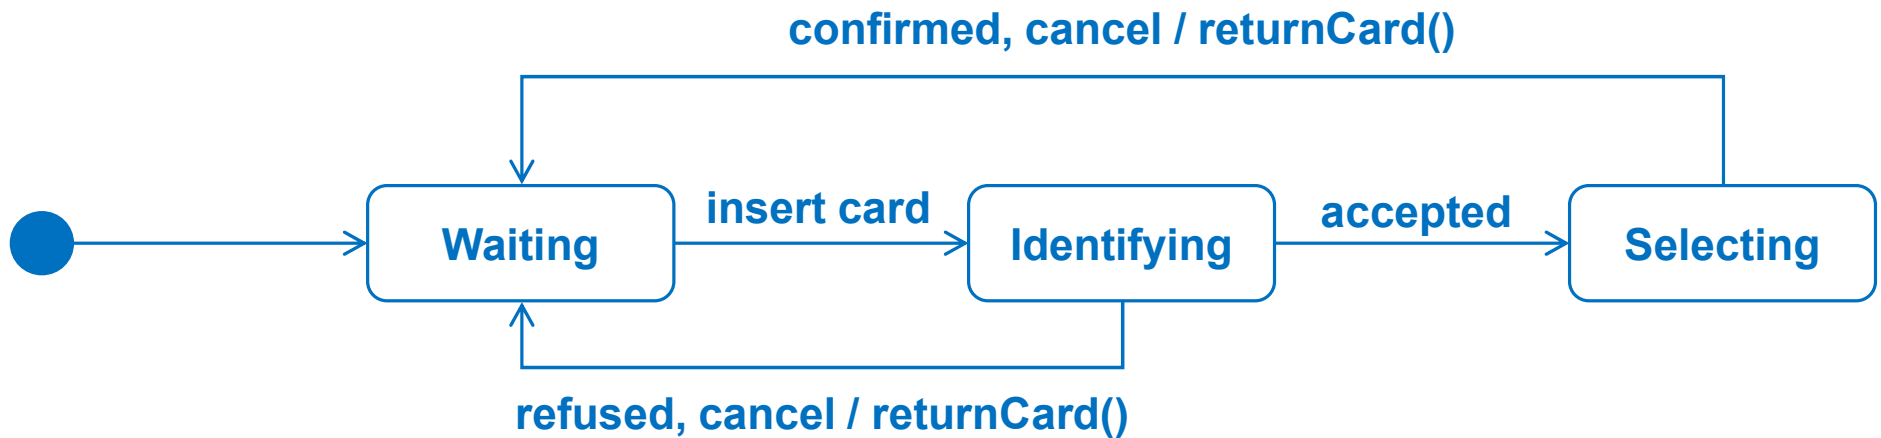 confirmed, cancel / returnCard()
insert card
accepted
Waiting
Identifying
Selecting
refused, cancel / returnCard()